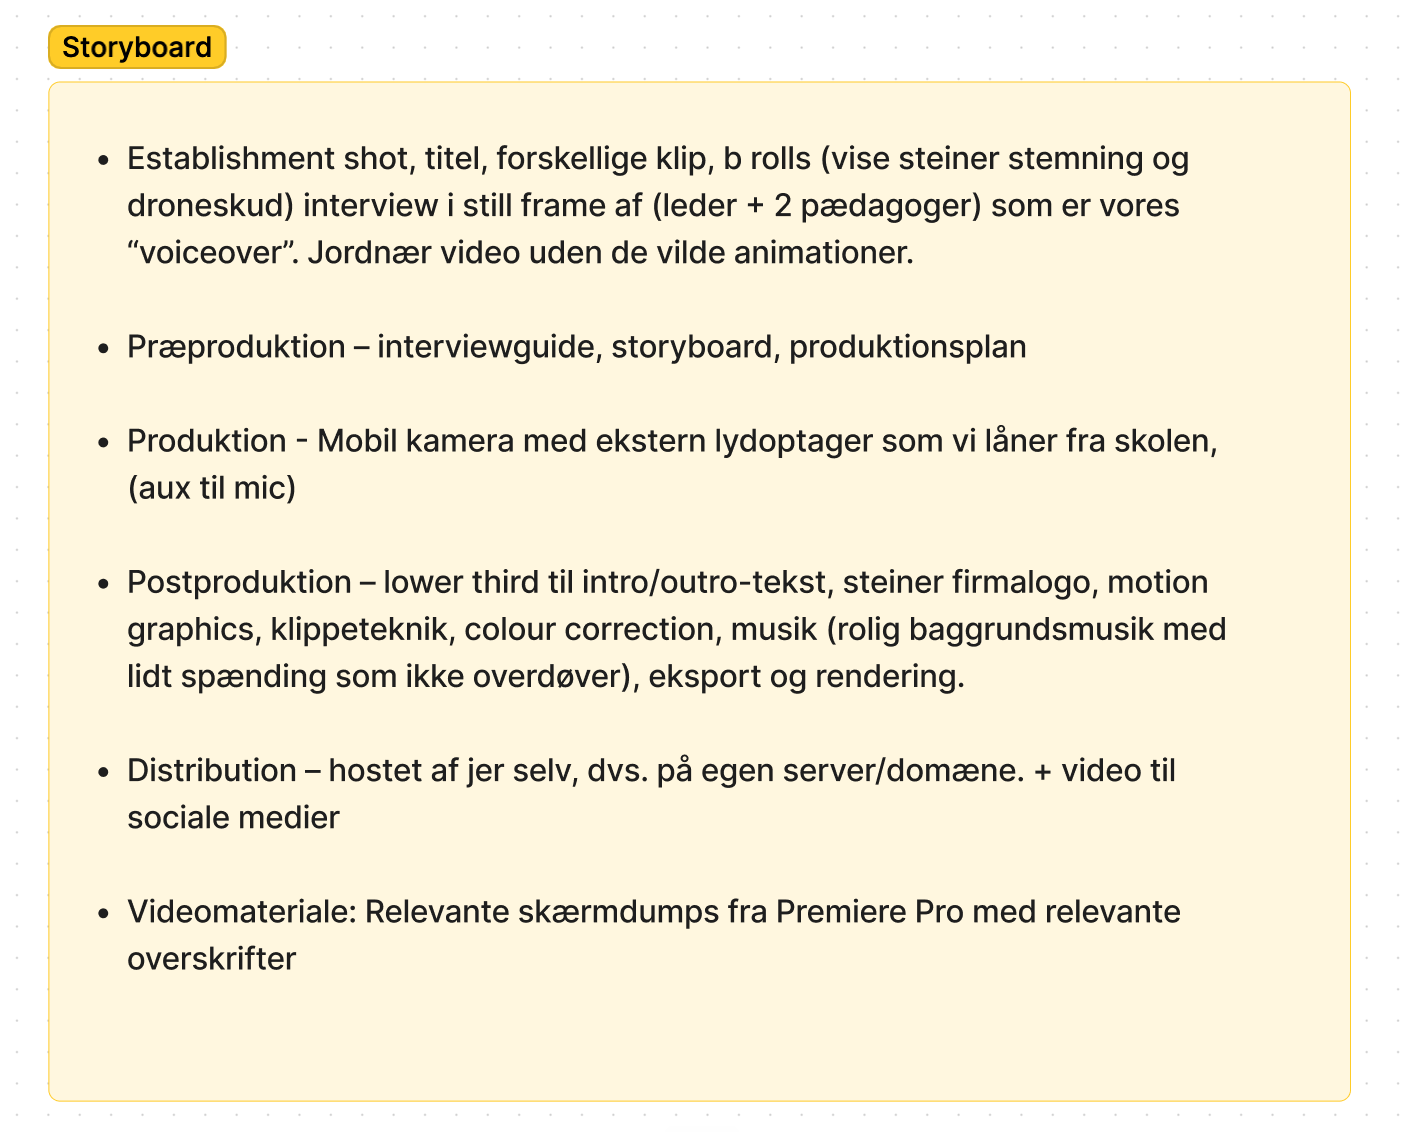 Storyboard
• Establishment shot, titel, forskellige klip, b rolls (vise steiner stemning og
droneskud) interview i still frame af (leder + 2 pædagoger) som er vores
“voiceover”. Jordnær video uden de vilde animationer.
• Præproduktion – interviewguide, storyboard, produktionsplan
• Produktion - Mobil kamera med ekstern lydoptager som vi låner fra skolen,
(aux til mic)
• Postproduktion – lower third til intro/outro-tekst, steiner firmalogo, motion
graphics, klippeteknik, colour correction, musik (rolig baggrundsmusik med
lidt spænding som ikke overdøver), eksport og rendering.
• Distribution – hostet af jer selv, dvs. på egen server/domæne. + video til
sociale medier
• Videomateriale: Relevante skærmdumps fra Premiere Pro med relevante
overskrifter